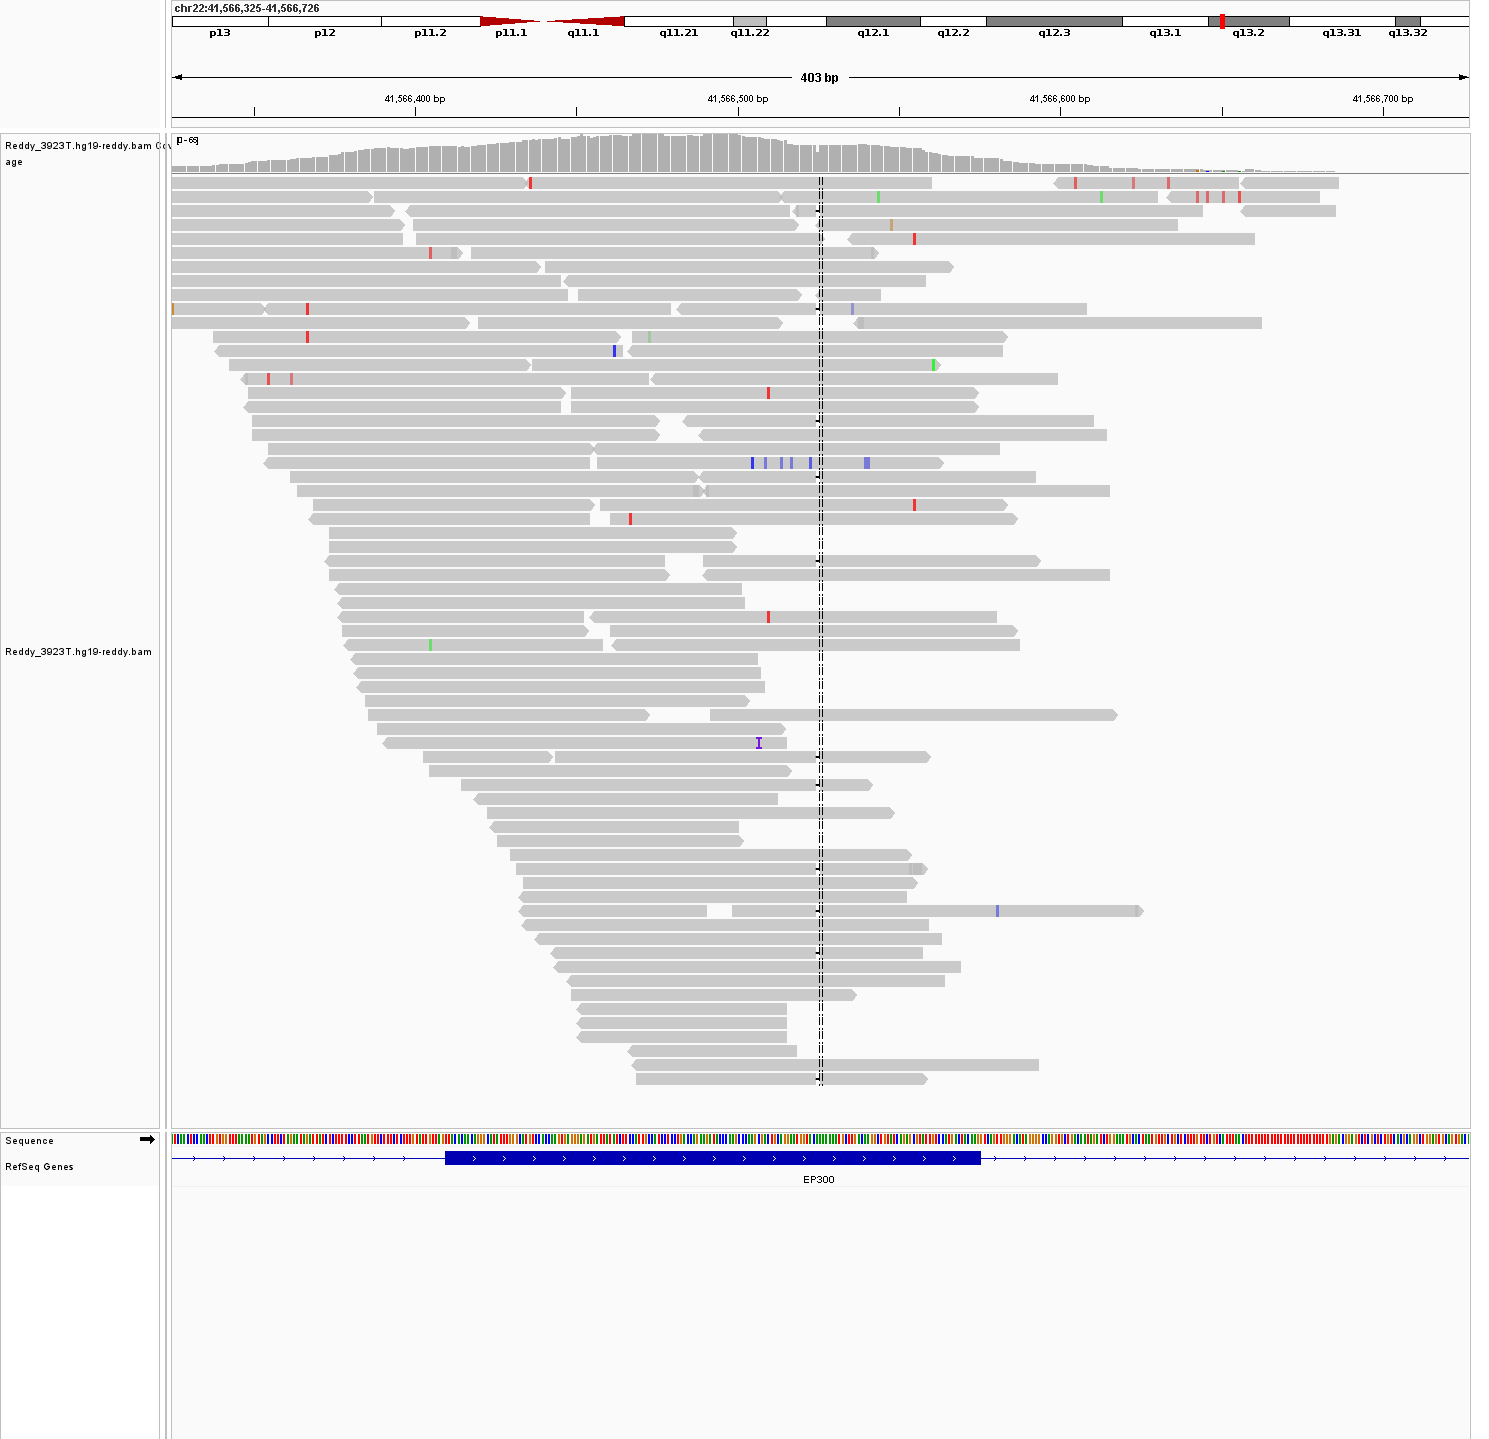 chr22:41,566,325-41,566,726
p13 p12 p11.2 p11.1 q11.1 q11.21 q11.22 q12.1 q12.2 q12.3 q13.1 q13.2 q13.31 q13.32
403 bp
41,566,400 bp 41,566,500 bp 41,566,600 bp 41,566,700 bp
Reddy_3923T.hg19-reddy.bam Cov
age
Reddy_3923T.hg19-reddy.bam
Sequence
RefSeq Genes
EP300